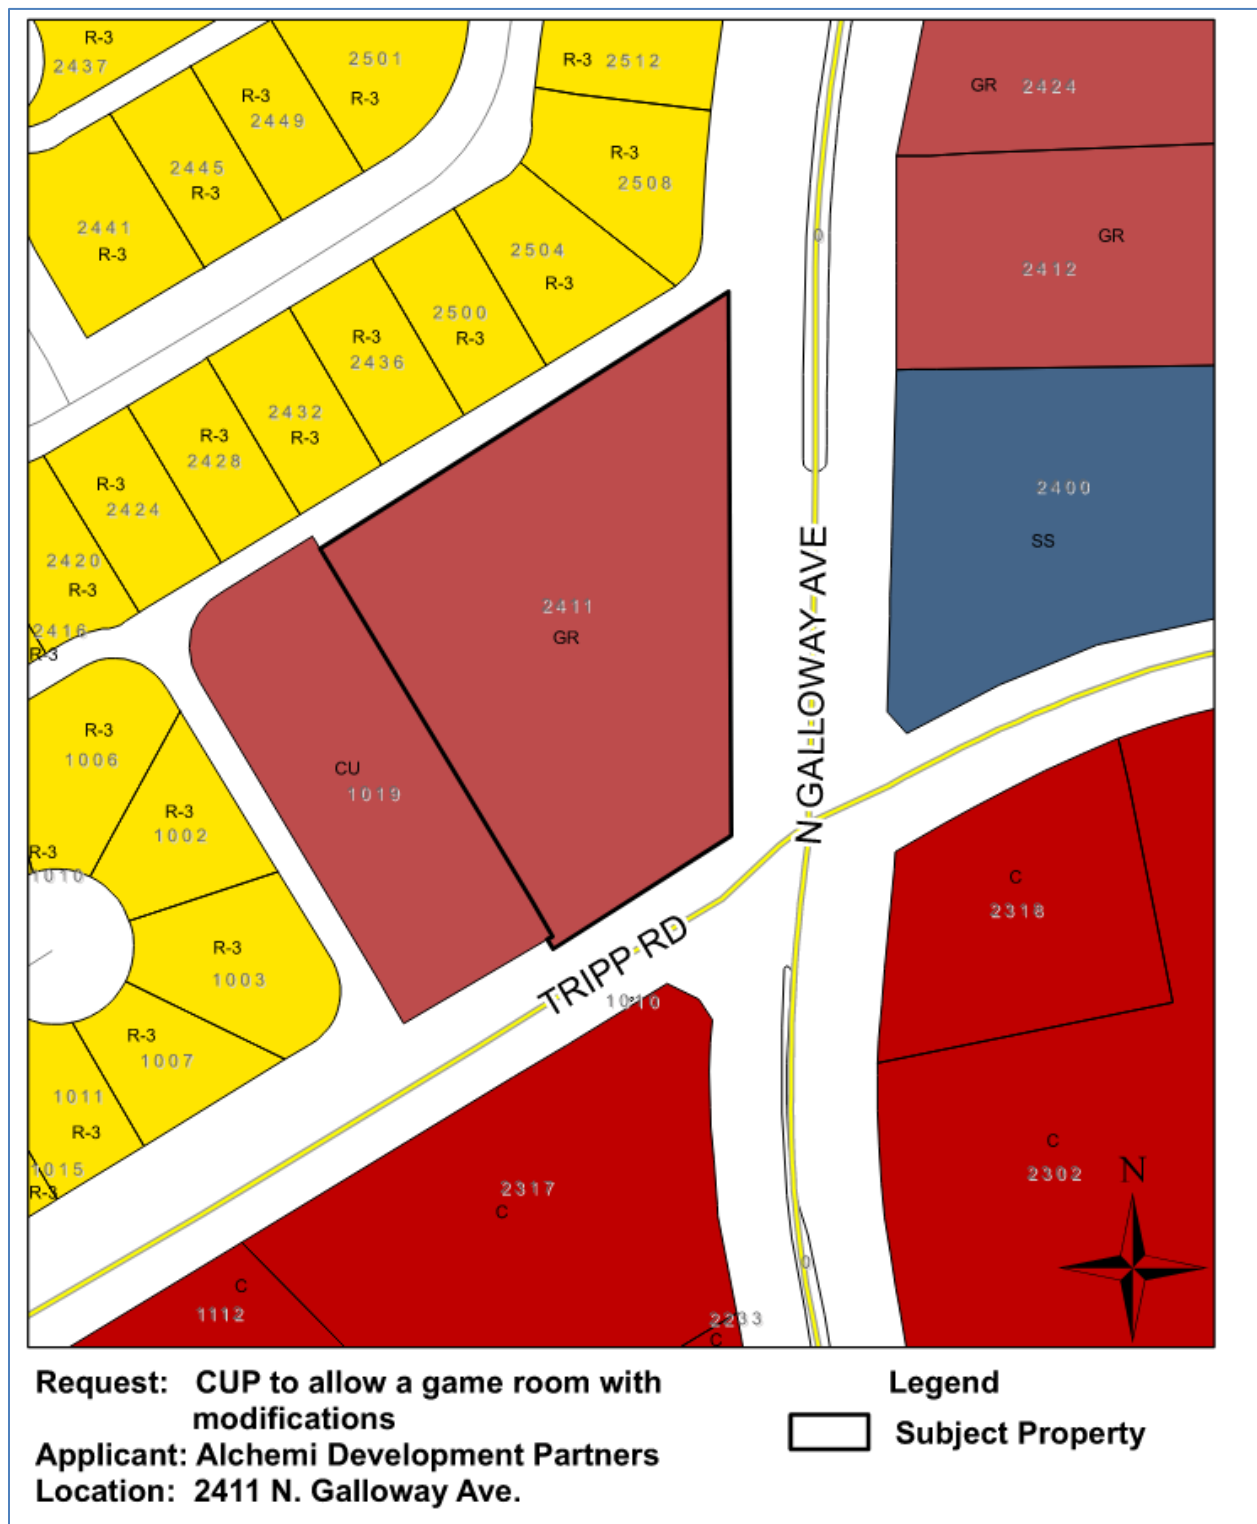 R-3
2437
2501
R-3
R-3
2449
R-3 2512
GR 2424
2445
R-3
R-3
2508
2441
R-3
2504
R-3
0
GR
2412
2500
R-3
R-3
2436
2432
R-3
R-3
2428
R-3
2424
2400
SS
2420
R-3
2416
R-3
2411
GR
N GALLOWAY AVE
R-3
1006
CU
1019
R-3
1002
R-3
1010
C
2318
R-3
1003
TRIPP RD
1010
R-3
1007
1011
R-3
1015
R-3
C
2302
N
2317
C
0
C
1112
2233
C
Request: CUP to allow a game room with
modifications
Applicant: Alchemi Development Partners
Location: 2411 N. Galloway Ave.
Legend
Subject Property